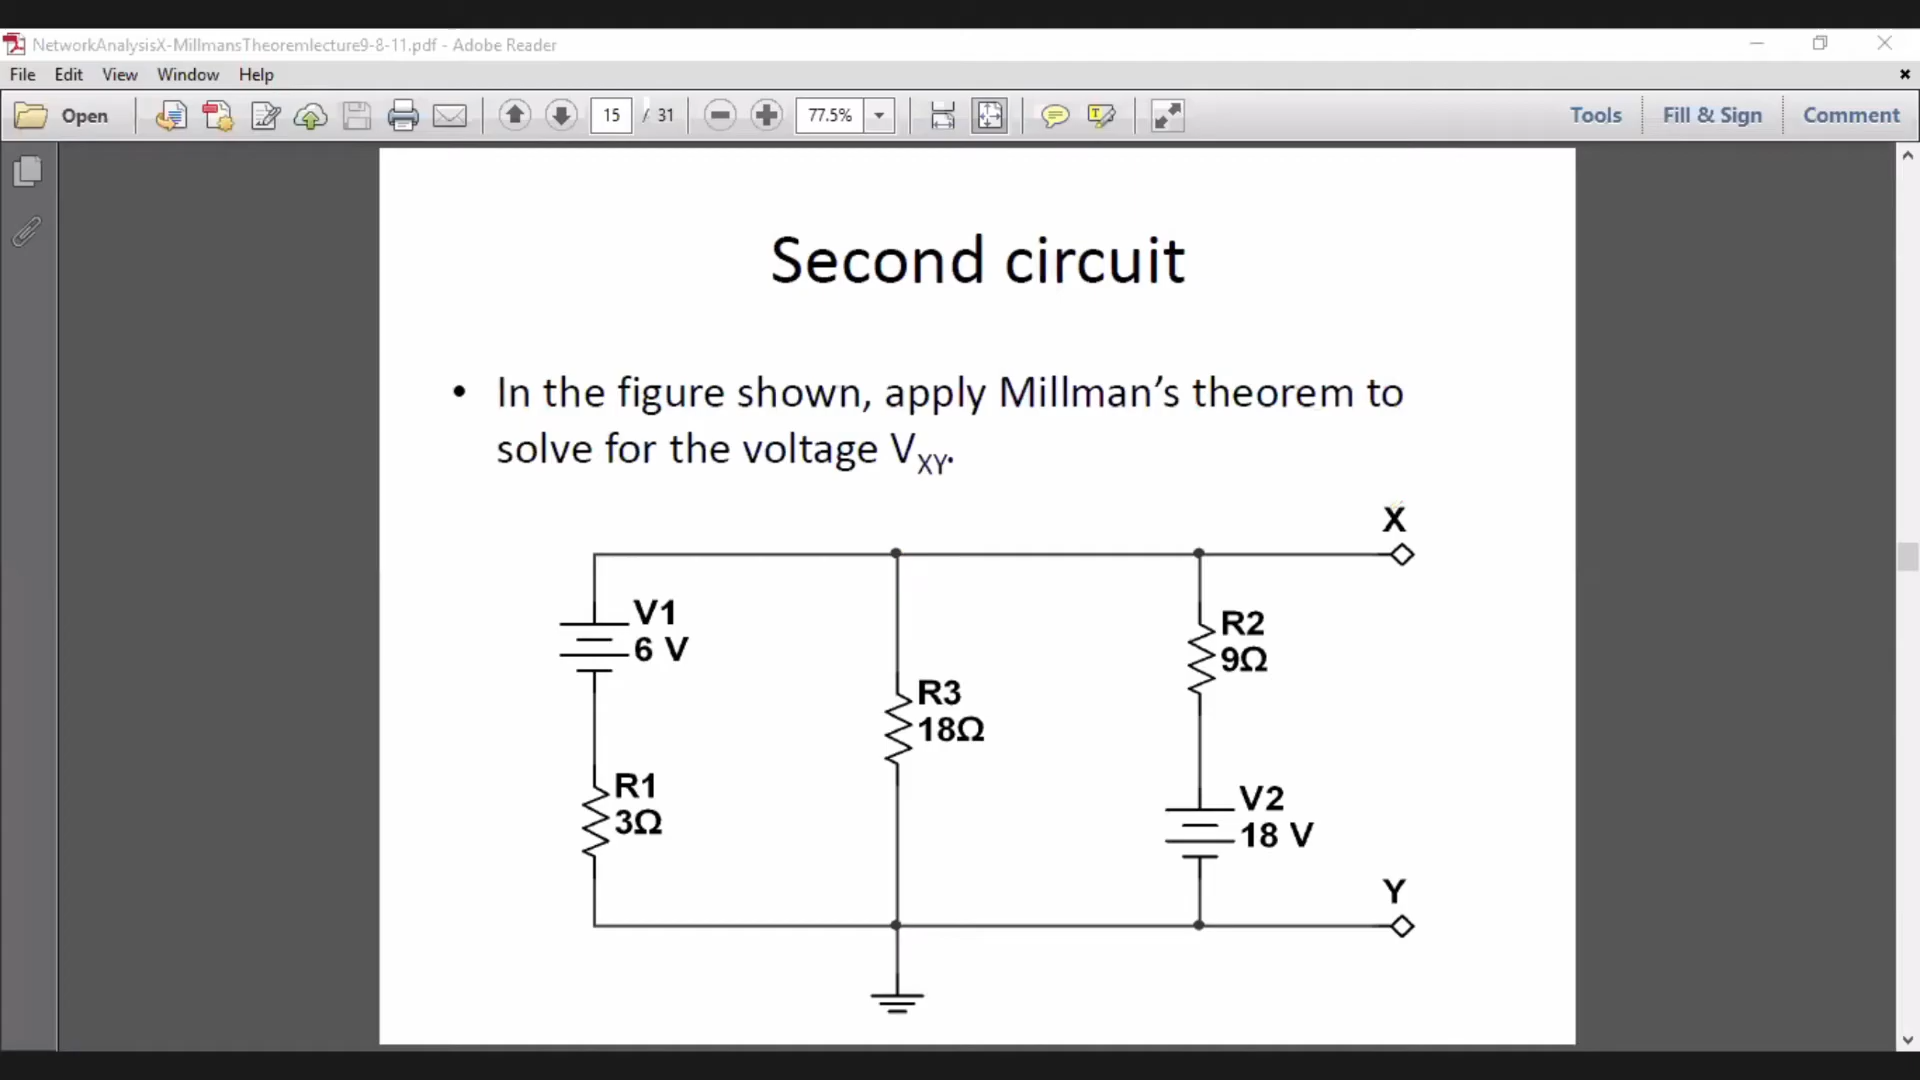 NetworkAnalysisX-MillmansTheoremlecture9-8-11.pdf - Adobe Reader
File Edit View Window Help
Open 15 / 31 77.5% Tools Fill & Sign Comment
Second circuit
• In the figure shown, apply Millman's theorem to
solve for the voltage VXY.
X
V1
6 V
R2
9Ω
R3
18Ω
R1
3Ω
V2
18 V
Y